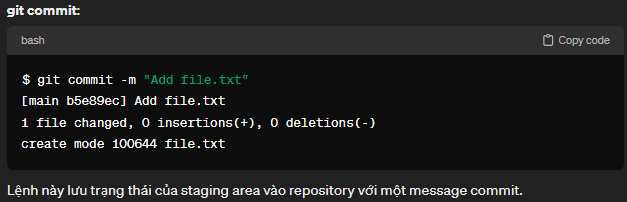 git commit:
bash
Copy code
$ git commit -m "Add file.txt"
[main b5e89ec] Add file.txt
1 file changed, 0 insertions(+), 0 deletions(-)
create mode 100644 file.txt
Lệnh này lưu trạng thái của staging area vào repository với một message commit.